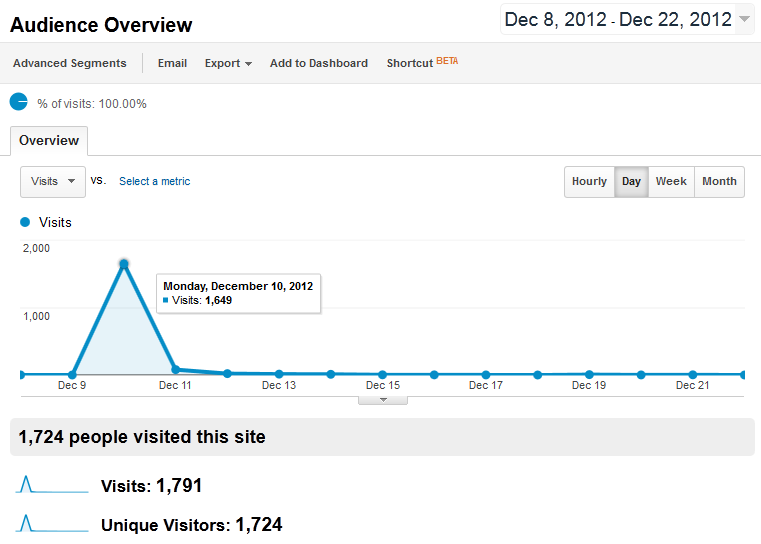 Audience Overview
Dec 8, 2012 - Dec 22, 2012
Advanced Segments Email Export Add to Dashboard Shortcut BETA
% of visits: 100.00%
Overview
Visits vs. Select a metric
Hourly Day Week Month
Visits
2,000
Monday, December 10, 2012
Visits: 1,649
1,000
Dec 9 Dec 11 Dec 13 Dec 15 Dec 17 Dec 19 Dec 21
1,724 people visited this site
Visits: 1,791
Unique Visitors: 1,724